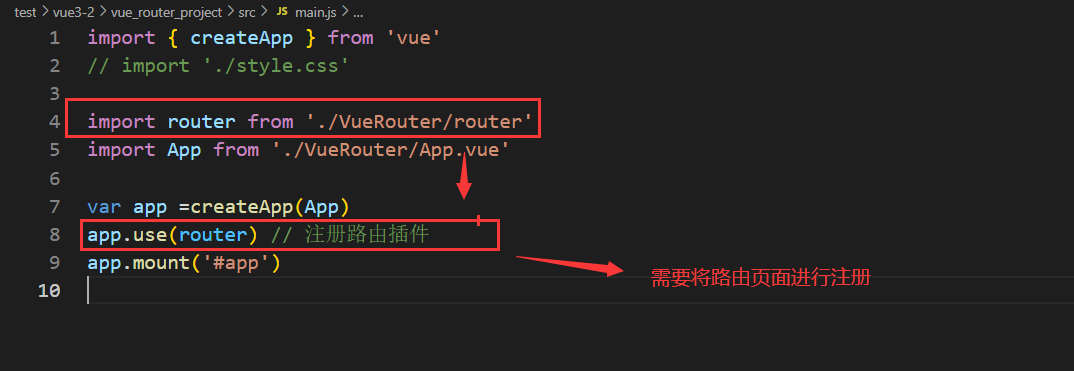 test > vue3-2 > vue_router_project > src > JS main.js > ...
1 import { createApp } from 'vue'
2 // import './style.css'
3
4 import router from './VueRouter/router'
5 import App from './VueRouter/App.vue'
6
7 var app =createApp(App)
8 app.use(router) // 注册路由插件
9 app.mount('#app')
需要将路由页面进行注册
10